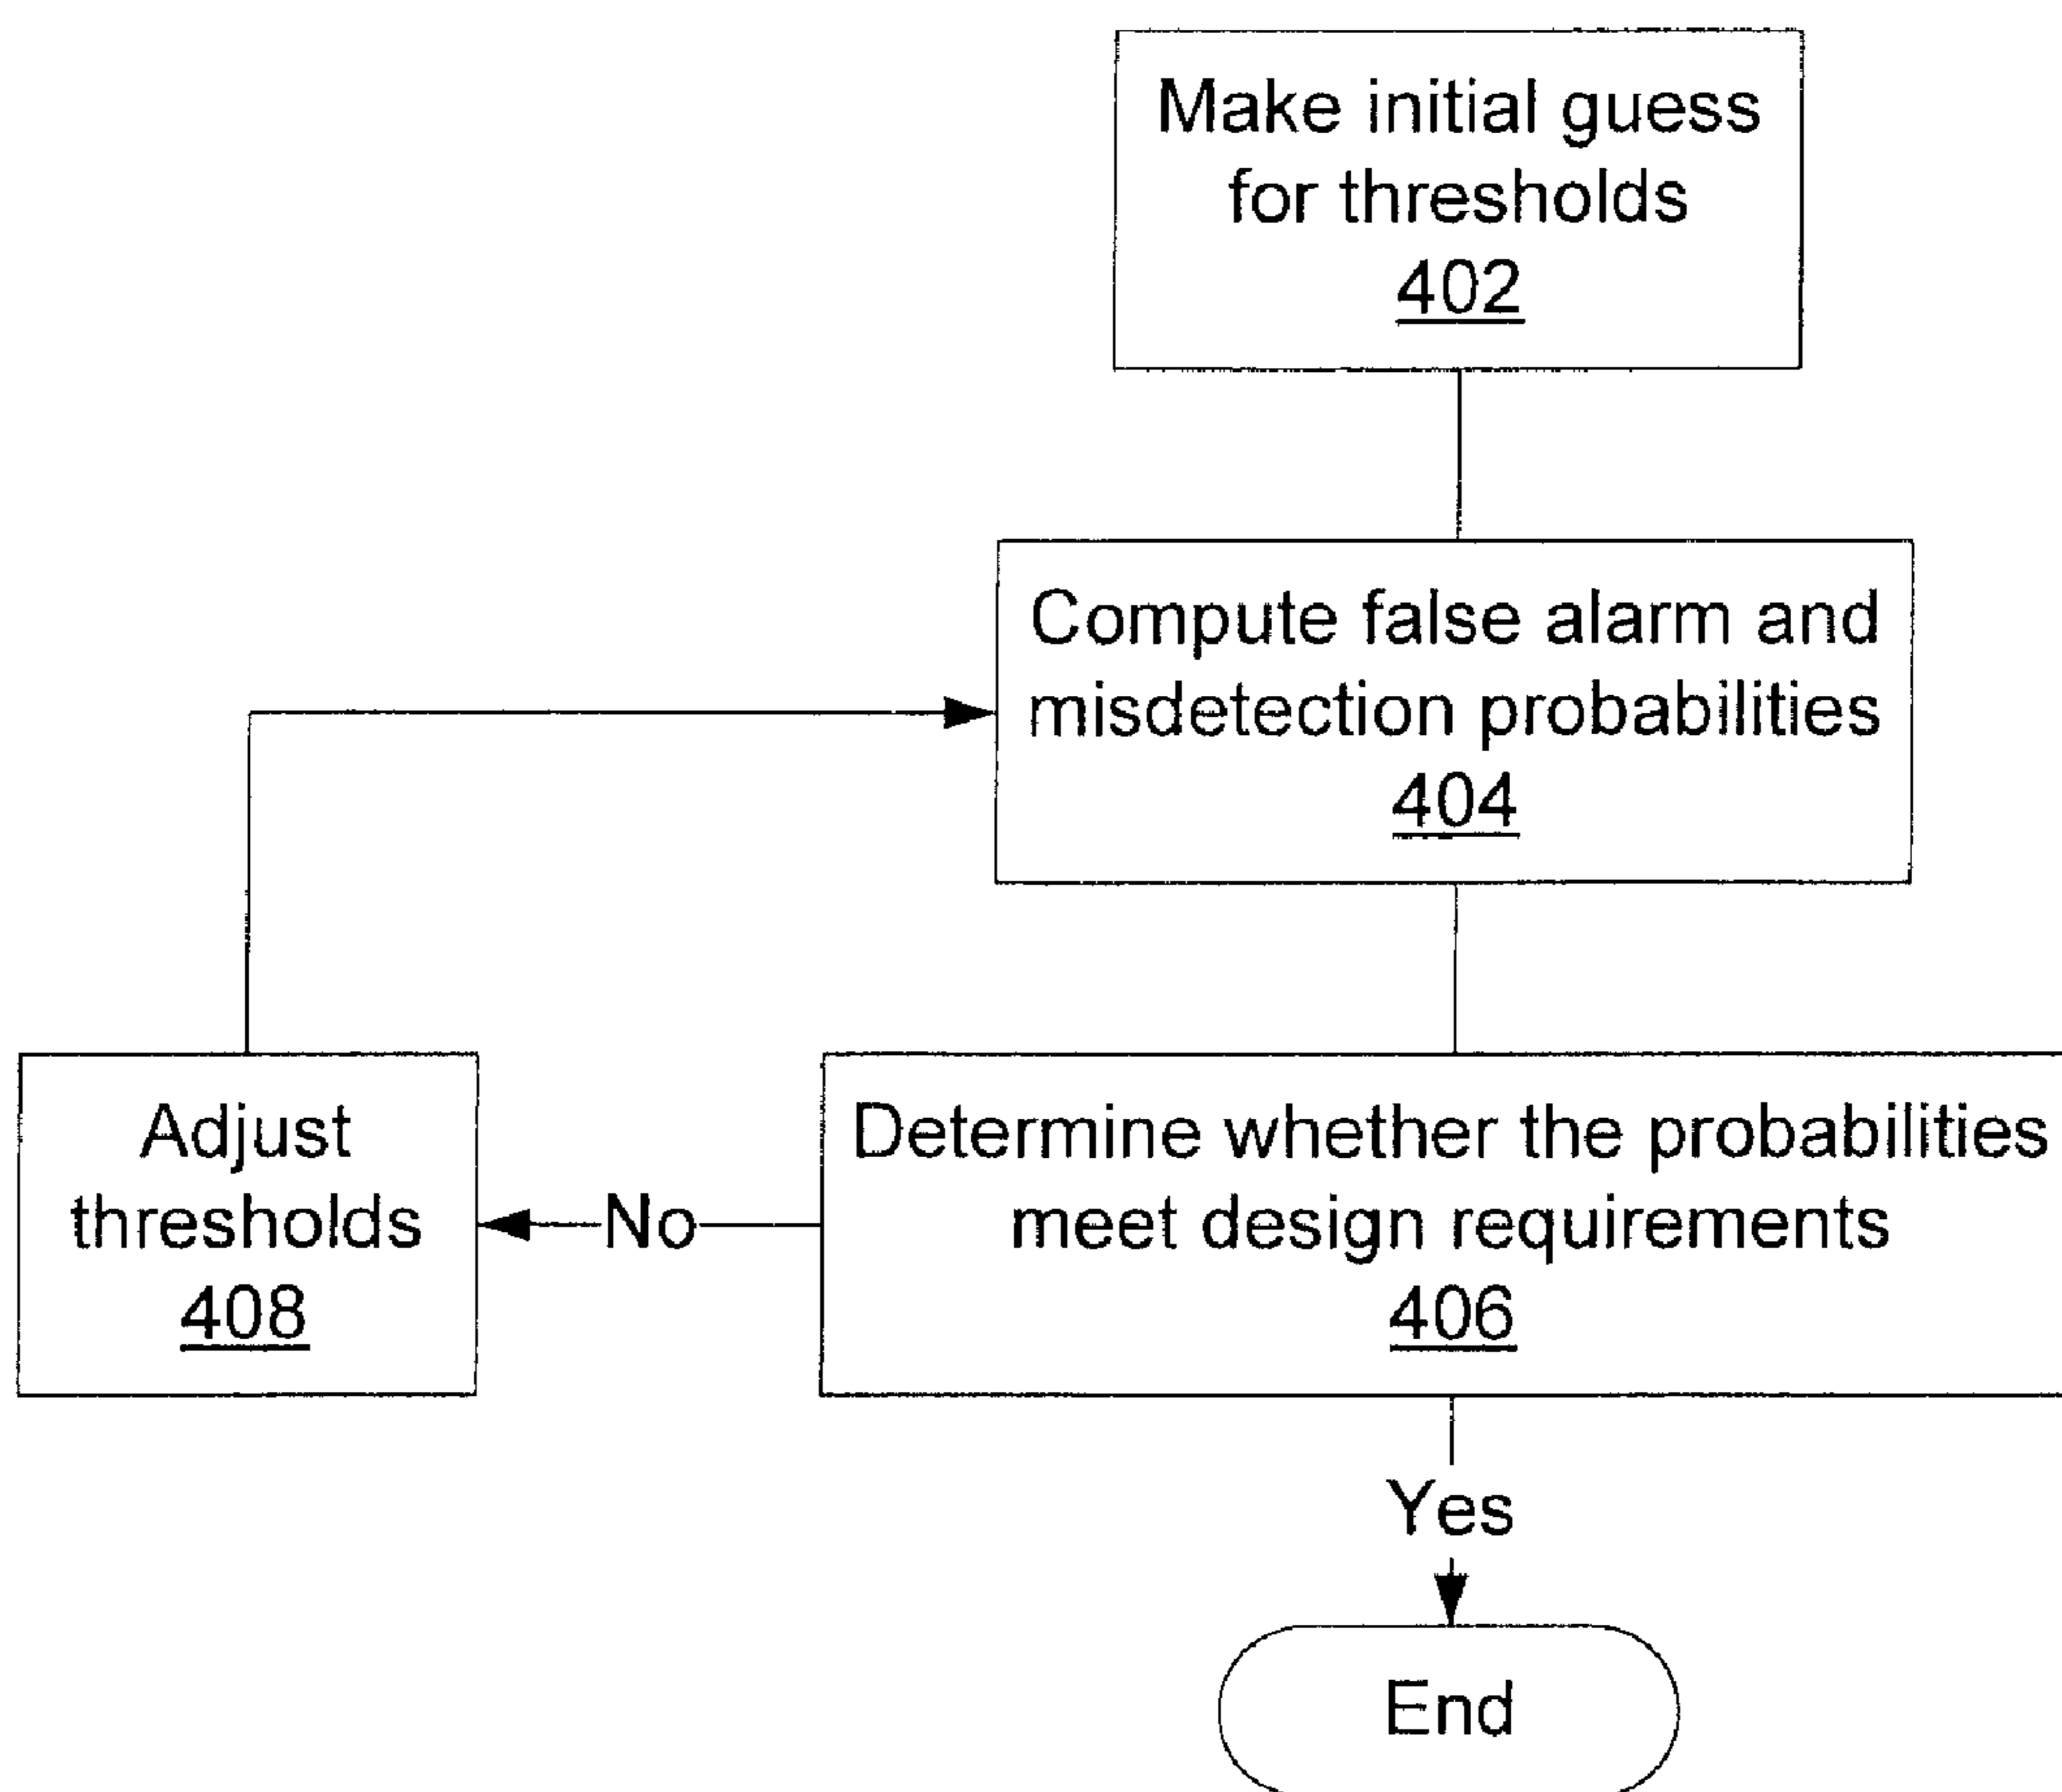 Make initial guess
for thresholds
402
Compute false alarm and
misdetection probabilities
404
Determine whether the probabilities
meet design requirements
406
No
Adjust
thresholds
408
Yes
End